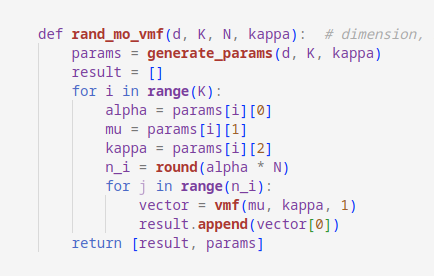 def rand_mo_vmf(d, K, N, kappa):  # dimension,
    params = generate_params(d, K, kappa)
    result = []
    for i in range(K):
        alpha = params[i][0]
        mu = params[i][1]
        kappa = params[i][2]
        n_i = round(alpha * N)
        for j in range(n_i):
            vector = vmf(mu, kappa, 1)
            result.append(vector[0])
    return [result, params]